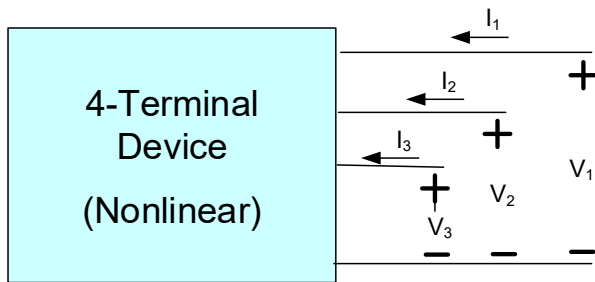 4-Terminal
Device
(Nonlinear)
I₁
I₂
I₃
V₁
V₂
V₃